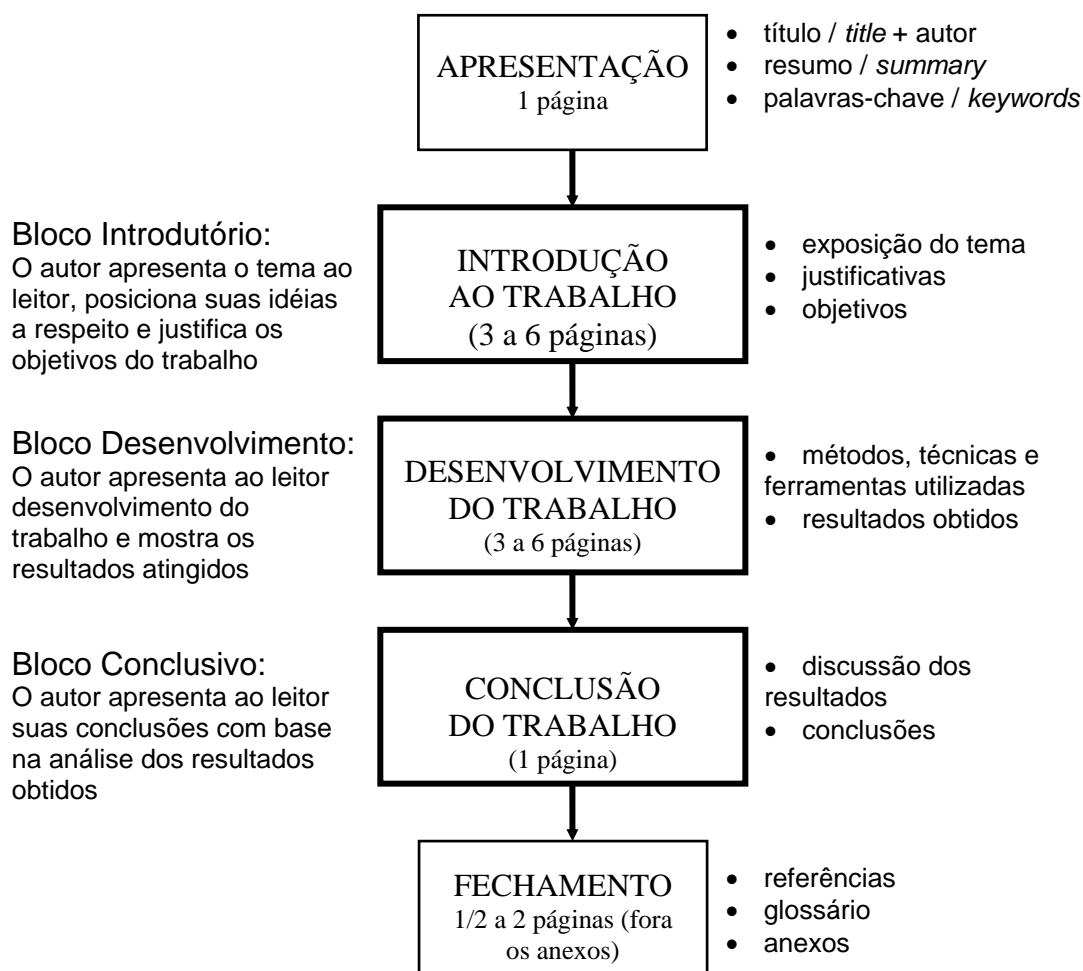 APRESENTAÇÃO
1 página
• título / title + autor
• resumo / summary
• palavras-chave / keywords
Bloco Introdutório:
O autor apresenta o tema ao
leitor, posiciona suas idéias
a respeito e justifica os
objetivos do trabalho
INTRODUÇÃO
AO TRABALHO
(3 a 6 páginas)
• exposição do tema
• justificativas
• objetivos
Bloco Desenvolvimento:
O autor apresenta ao leitor
desenvolvimento do
trabalho e mostra os
resultados atingidos
DESENVOLVIMENTO
DO TRABALHO
(3 a 6 páginas)
• métodos, técnicas e
ferramentas utilizadas
• resultados obtidos
Bloco Conclusivo:
O autor apresenta ao leitor
suas conclusões com base
na análise dos resultados
obtidos
CONCLUSÃO
DO TRABALHO
(1 página)
• discussão dos
resultados
• conclusões
FECHAMENTO
1/2 a 2 páginas (fora
os anexos)
• referências
• glossário
• anexos